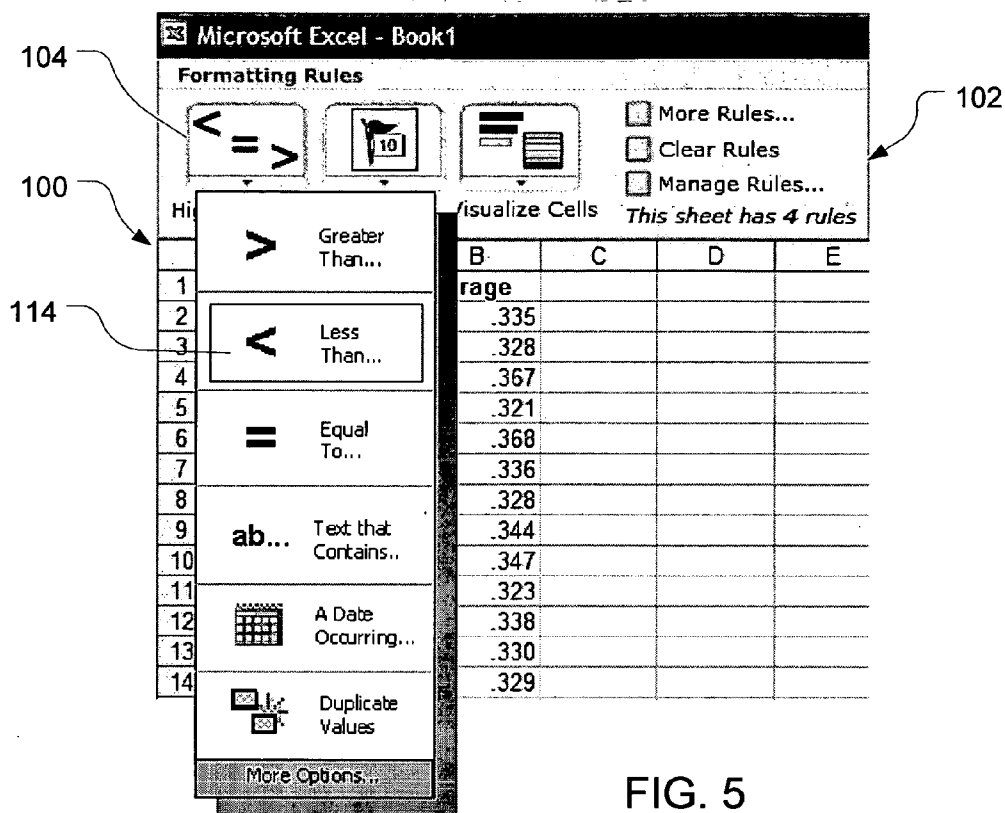 Microsoft Excel - Book1
104
Formatting Rules
102
< = >
10
More Rules...
Clear Rules
Manage Rules...
100
Visualize Cells
This sheet has 4 rules
> Greater Than...
B C D E
1 rage
114
< Less Than...
2 .335
3 .328
4 .367
= Equal To...
5 .321
6 .368
7 .336
8 .328
ab... Text that Contains..
9 .344
10 .347
11 .323
A Date Occurring...
12 .338
13 .330
14 .329
Duplicate Values
More Options...
FIG. 5